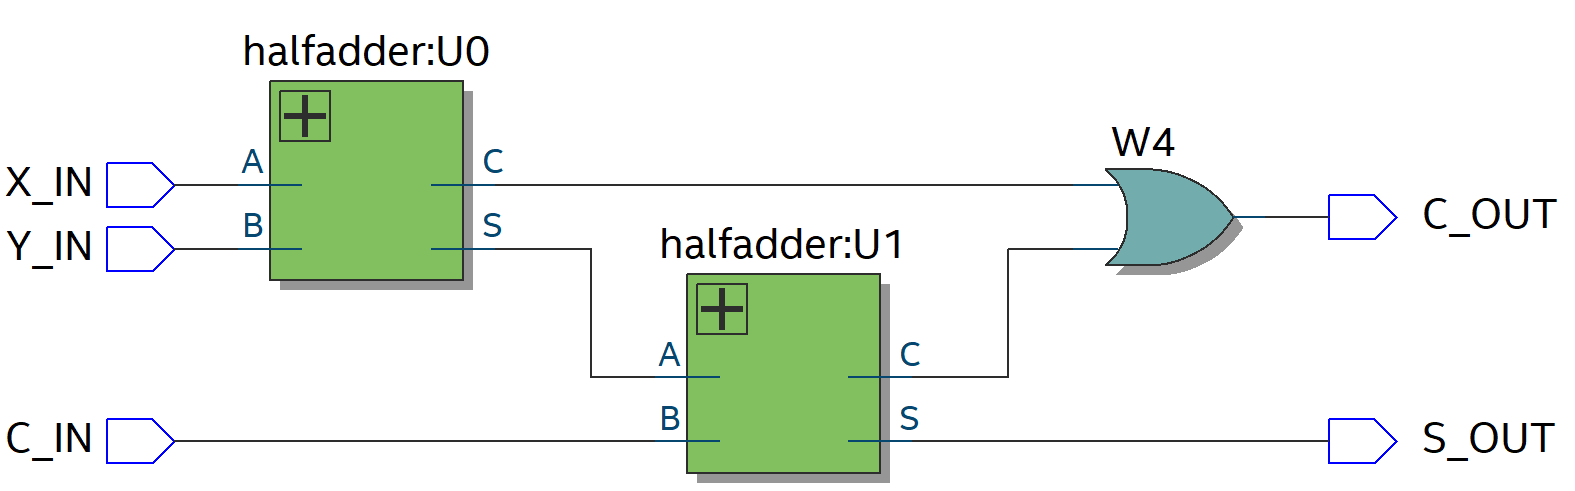 halfadder:U0
W4
X_IN
A
C
C_OUT
Y_IN
B
S
halfadder:U1
A
C
C_IN
B
S
S_OUT